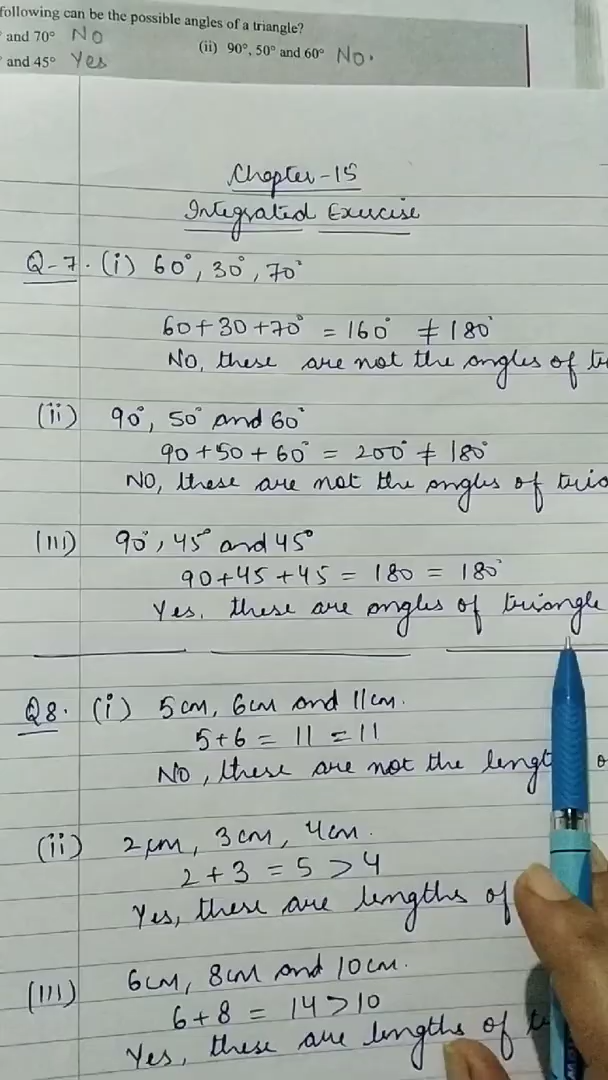 following can be the possible angles of a triangle?
and 70° No
(ii) 90°, 50° and 60° No.
and 45° Yes
Chapter-15
Integrated Exercise
Q-7. (i) 60°, 30°, 70°
60+30+70° = 160° ≠ 180°
No, these are not the angles of
(ii) 90°, 50° and 60°
90+50+60° = 200° ≠ 180°
No, these are not the angles of
(III) 90°, 45° and 45°
90+45+45 = 180 = 180°
Yes, these are angles of triangle
Q8. (i) 5cm, 6cm and 11cm.
5+6 = 11 = 11
No, these are not the
(ii) 2cm, 3cm, 4cm.
2+3 = 5 > 4
Yes, these are lengths of
(III) 6cm, 8cm and 10cm.
6+8 = 14 > 10
Yes, these are lengths of